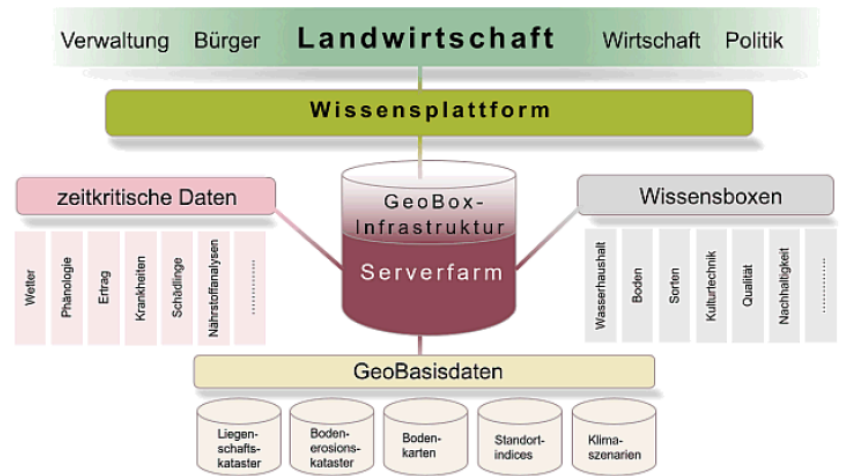 Verwaltung Bürger Landwirtschaft Wirtschaft Politik
Wissensplattform
zeitkritische Daten
Wetter
Phänologie
Ertrag
Krankheiten
Schödlinge
Nährstoffanalysen
................
GeoBox-
Infrastruktur
Serverfarm
Wissensboxen
Wasserhaushalt
Boden
Sorten
Kulturtechnik
Qualität
Nachhaltigkeit
................
GeoBasisdaten
Liegen-
schafts-
kataster
Boden-
erosions-
kataster
Boden-
karten
Standort-
indices
Klima-
szenarien